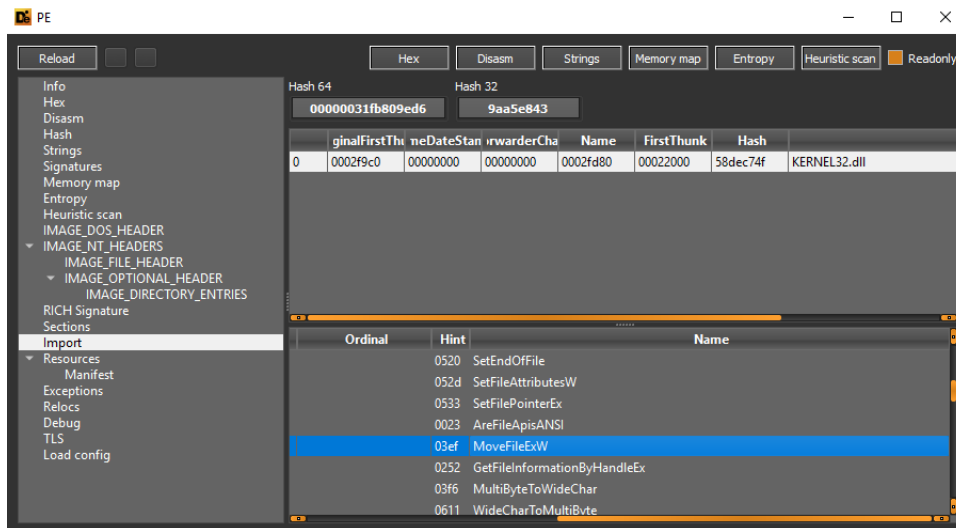 PE
Reload Hex Disasm Strings Memory map Entropy Heuristic scan Readonly
Info
Hex
Disasm
Hash
Strings
Signatures
Memory map
Entropy
Heuristic scan
IMAGE_DOS_HEADER
IMAGE_NT_HEADERS
IMAGE_FILE_HEADER
IMAGE_OPTIONAL_HEADER
IMAGE_DIRECTORY_ENTRIES
RICH Signature
Sections
Import
Resources
Manifest
Exceptions
Relocs
Debug
TLS
Load config
Hash 64 Hash 32
00000031fb809ed6 9aa5e843
ginalFirstThu neDateStan orwarderCha Name FirstThunk Hash
0 0002f9c0 00000000 00000000 0002fd80 00022000 58dec74f KERNEL32.dll
Ordinal Hint Name
0520 SetEndOfFile
052d SetFileAttributesW
0533 SetFilePointerEx
0023 AreFileApisANSI
03ef MoveFileExW
0252 GetFileInformationByHandleEx
03f6 MultiByteToWideChar
0611 WideCharToMultiByte